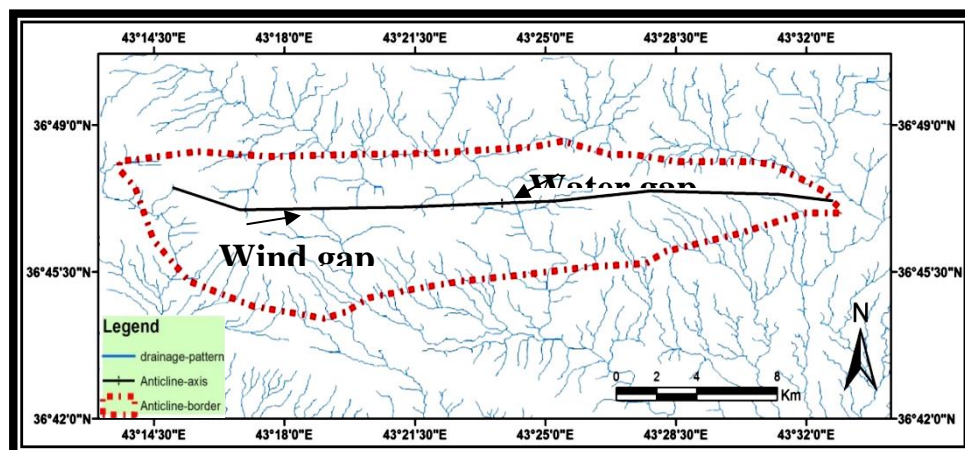 43°14'30"E 43°18'0"E 43°21'30"E 43°25'0"E 43°28'30"E 43°32'0"E
36°49'0"N 36°49'0"N
Water gap
Wind gap
36°45'30"N 36°45'30"N
Legend
drainage-pattern
Anticline-axis
Anticline-border
N
0 2 4 8
Km
36°42'0"N 36°42'0"N
43°14'30"E 43°18'0"E 43°21'30"E 43°25'0"E 43°28'30"E 43°32'0"E